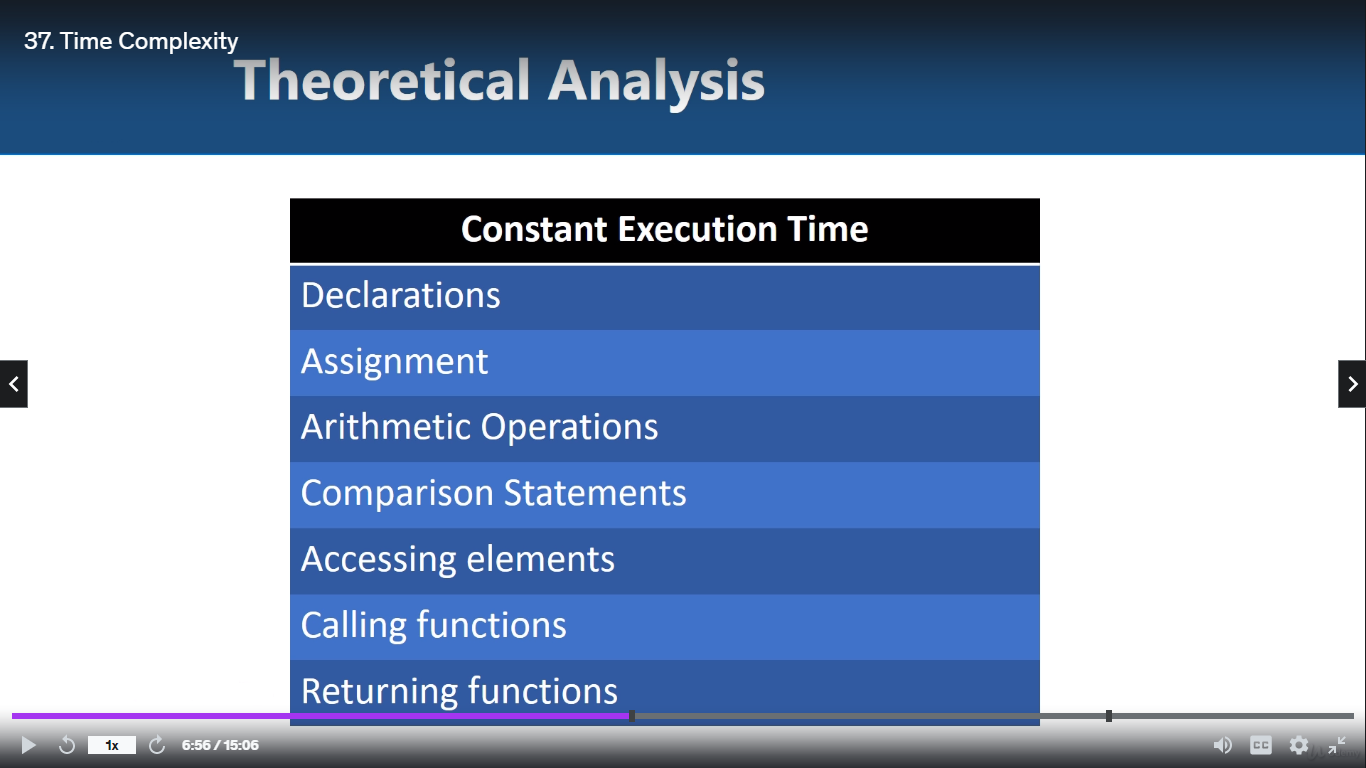 37. Time Complexity
Theoretical Analysis
Constant Execution Time
Declarations
Assignment
Arithmetic Operations
Comparison Statements
Accessing elements
Calling functions
Returning functions
1x
6:56 / 15:06
CC